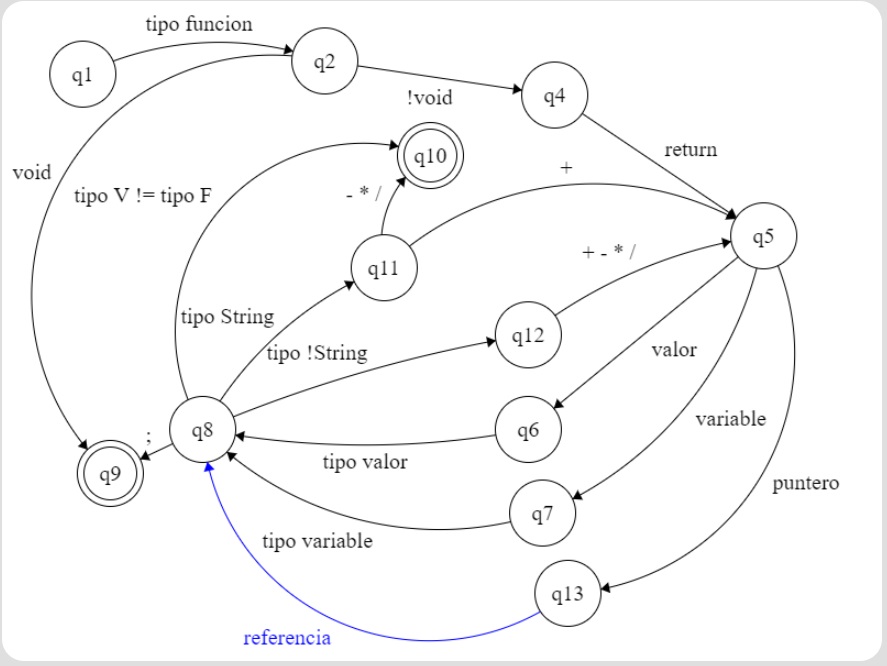 tipo funcion
q1
q2
q4
!void
q10
return
+
void
tipo V != tipo F
- * /
q11
q5
+ - * /
tipo String
q12
tipo !String
valor
q8
q6
variable
;
q9
tipo valor
puntero
q7
tipo variable
q13
referencia